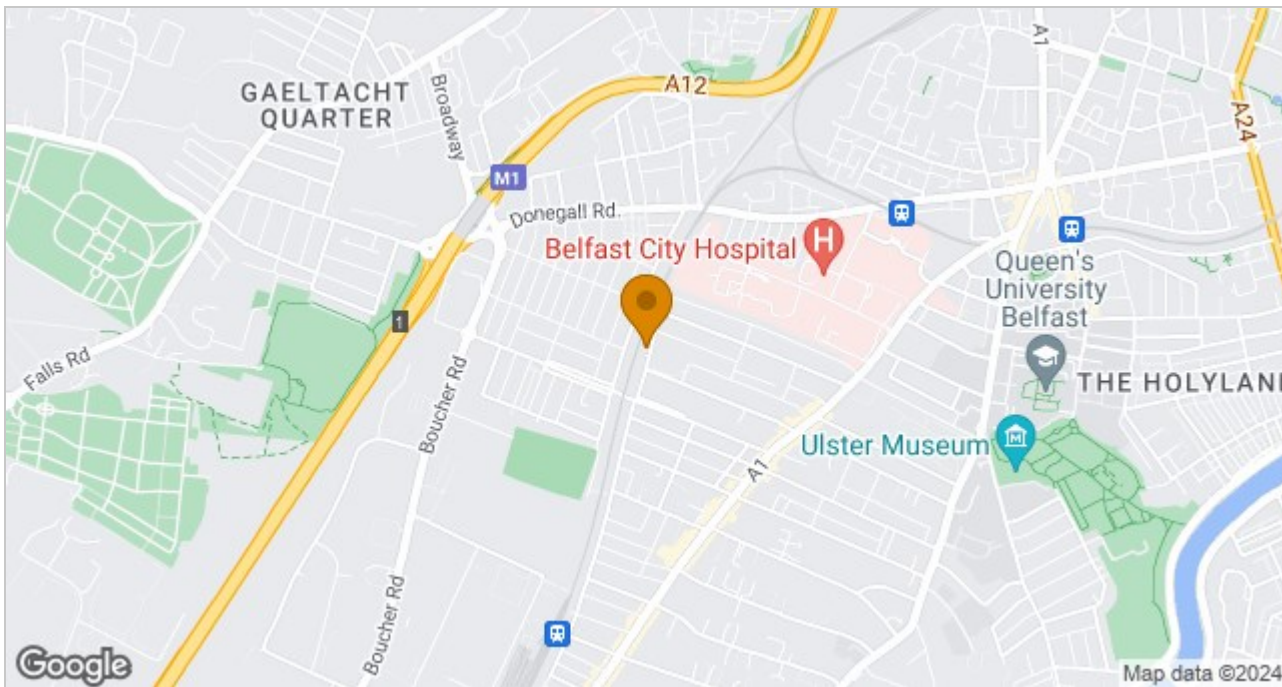 A1
A12
A24
GAELTACHT
QUARTER
Broadway
M1
Donegall Rd.
Belfast City Hospital
H
Queen's
University
Belfast
1
Falls Rd
Boucher Rd
THE HOLYLAN
Ulster Museum
M
A1
Boucher Rd
Google
Map data ©2024